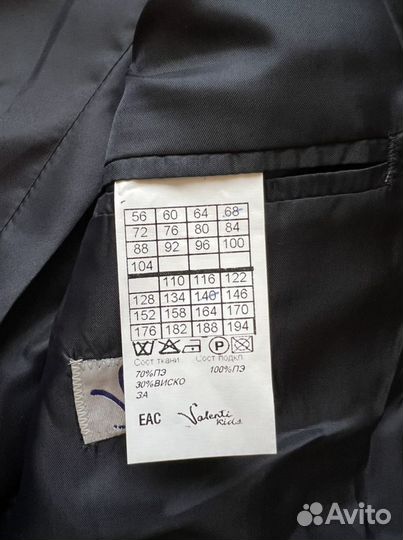 56 60 64 68
72 76 80 84
88 92 96 100
104
110 116 122
128 134 140 146
152 158 164 170
176 182 188 194
P
Сост ткани: Сост подкл.
70%ПЭ 100%ПЭ
30%ВИСКО
ЗА
EAC Valenti
Kids
Avito